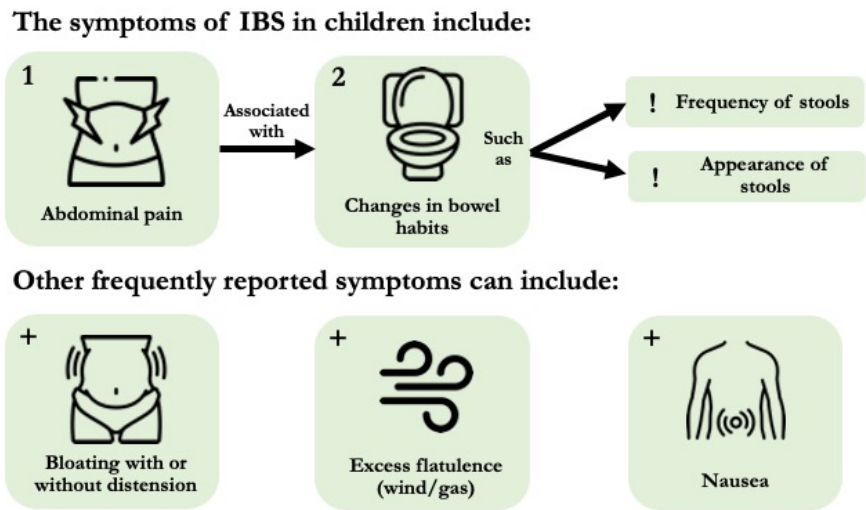 The symptoms of IBS in children include:
1
Abdominal pain
Associated
with
2
Changes in bowel
habits
Such
as
! Frequency of stools
! Appearance of
stools
Other frequently reported symptoms can include:
+
Bloating with or
without distension
+
Excess flatulence
(wind/gas)
+
Nausea